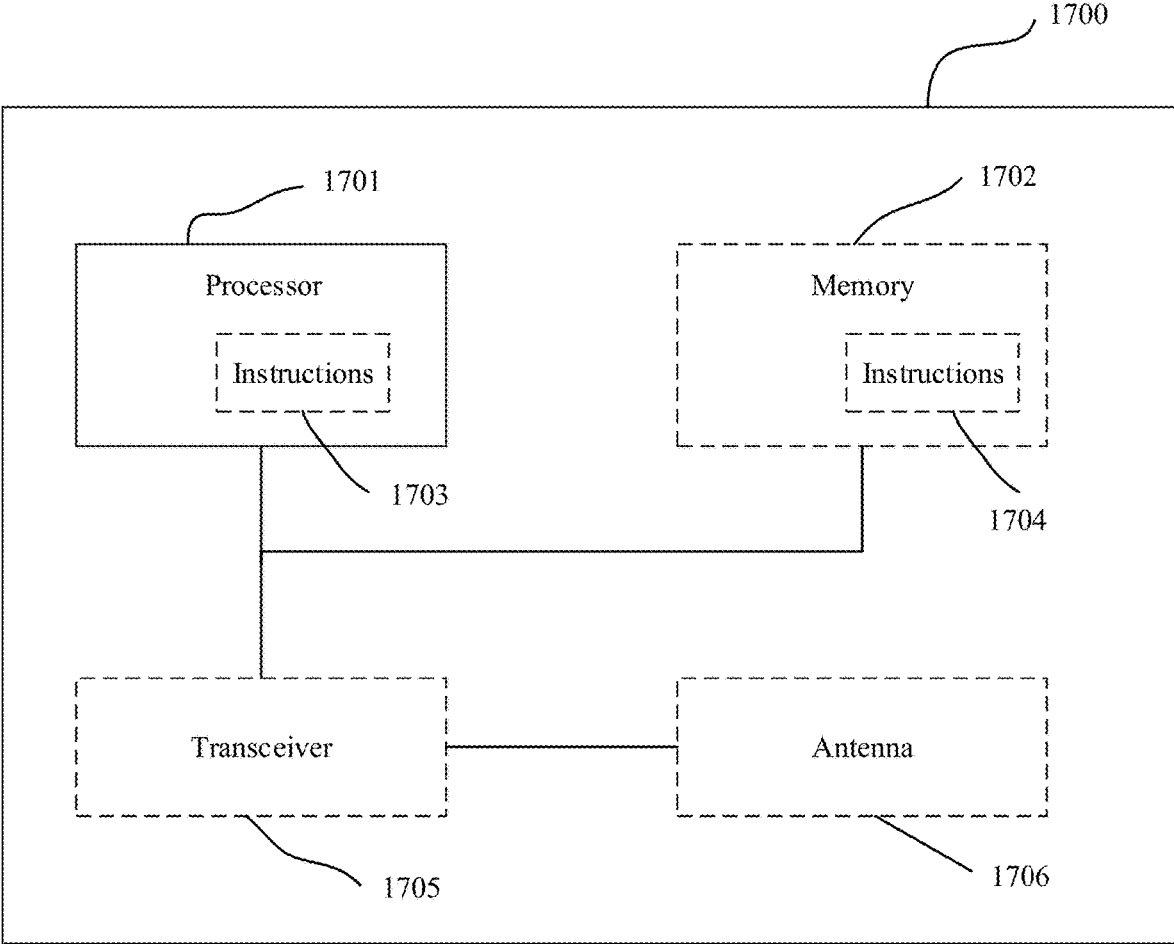 1700
1701
1702
Processor
Memory
Instructions
Instructions
1703
1704
Transceiver
Antenna
1705
1706